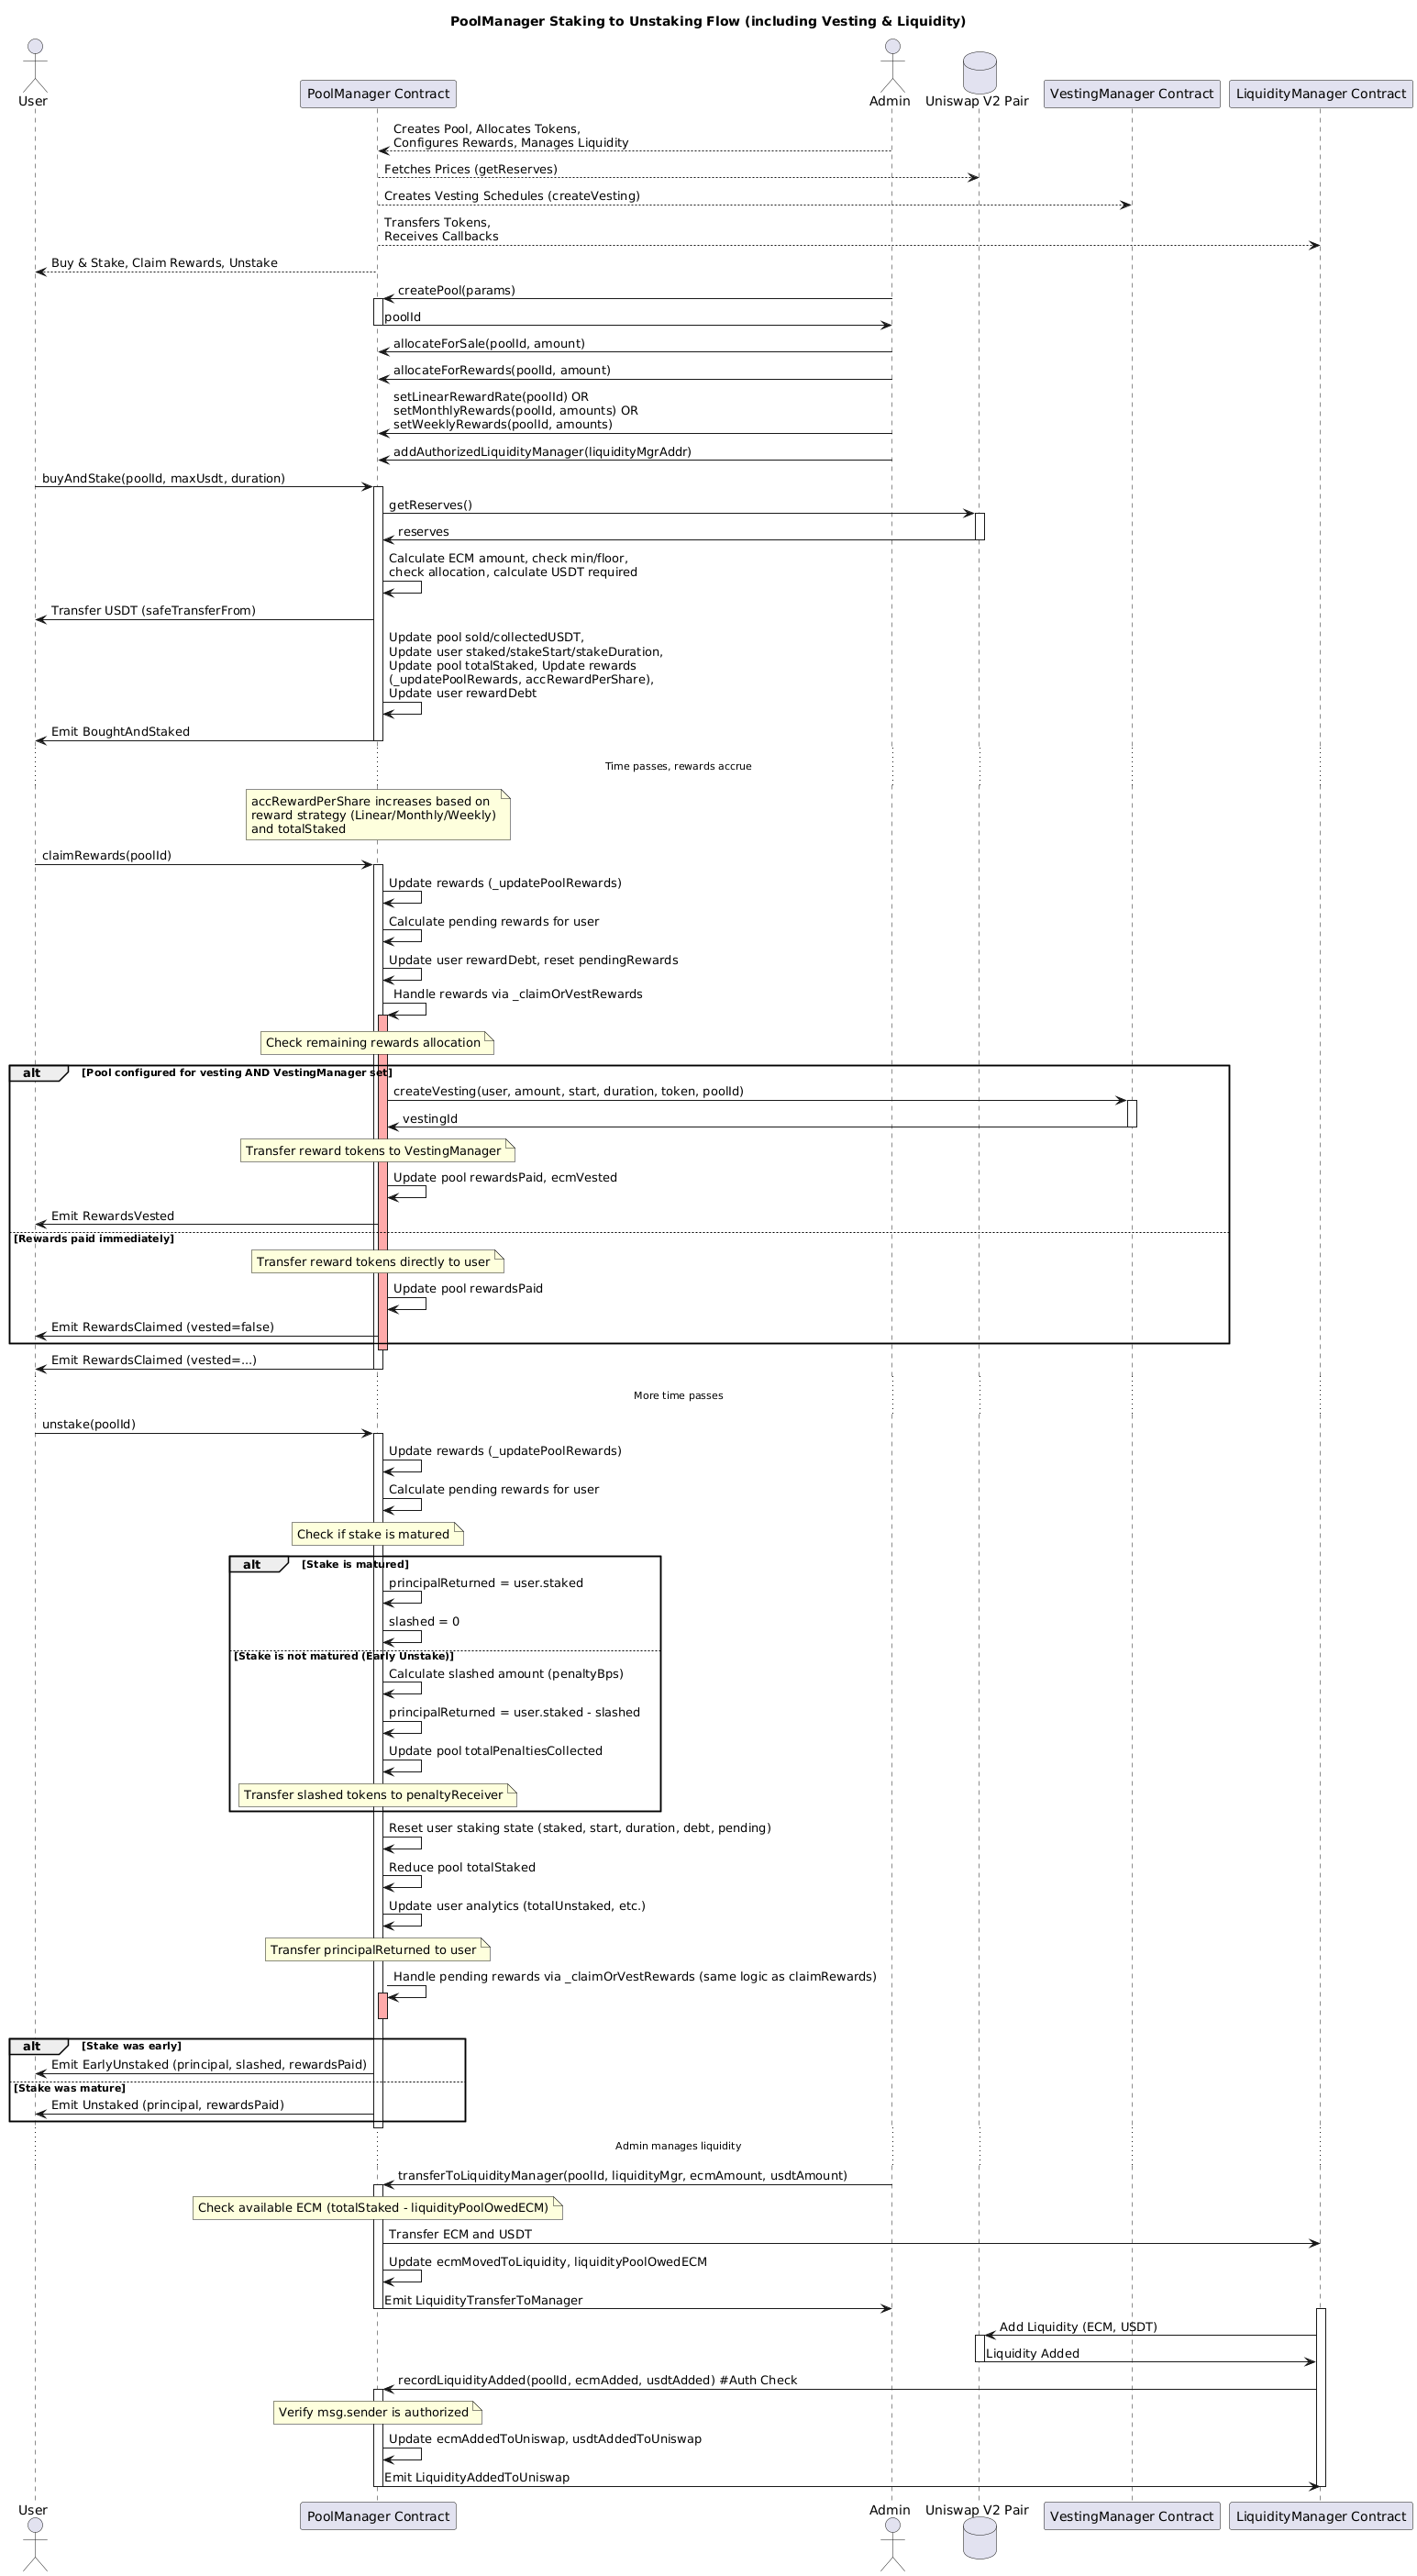 PoolManager Staking to Unstaking Flow (including Vesting & Liquidity)
User
PoolManager Contract
Admin
Uniswap V2 Pair
VestingManager Contract
LiquidityManager Contract
Creates Pool, Allocates Tokens,
Configures Rewards, Manages Liquidity
Fetches Prices (getReserves)
Creates Vesting Schedules (createVesting)
Transfers Tokens,
Receives Callbacks
Buy & Stake, Claim Rewards, Unstake
createPool(params)
poolId
allocateForSale(poolId, amount)
allocateForRewards(poolId, amount)
setLinearRewardRate(poolId) OR
setMonthlyRewards(poolId, amounts) OR
setWeeklyRewards(poolId, amounts)
addAuthorizedLiquidityManager(liquidityMgrAddr)
buyAndStake(poolId, maxUsdt, duration)
getReserves()
reserves
Calculate ECM amount, check min/floor,
check allocation, calculate USDT required
Transfer USDT (safeTransferFrom)
Update pool sold/collectedUSDT,
Update user staked/stakeStart/stakeDuration,
Update pool totalStaked, Update rewards
(_updatePoolRewards, accRewardPerShare),
Update user rewardDebt
Emit BoughtAndStaked
Time passes, rewards accrue
accRewardPerShare increases based on
reward strategy (Linear/Monthly/Weekly)
and totalStaked
claimRewards(poolId)
Update rewards (_updatePoolRewards)
Calculate pending rewards for user
Update user rewardDebt, reset pendingRewards
Handle rewards via _claimOrVestRewards
Check remaining rewards allocation
alt [Pool configured for vesting AND VestingManager set]
createVesting(user, amount, start, duration, token, poolId)
vestingId
Transfer reward tokens to VestingManager
Update pool rewardsPaid, ecmVested
Emit RewardsVested
[Rewards paid immediately]
Transfer reward tokens directly to user
Update pool rewardsPaid
Emit RewardsClaimed (vested=false)
Emit RewardsClaimed (vested=...)
More time passes
unstake(poolId)
Update rewards (_updatePoolRewards)
Calculate pending rewards for user
Check if stake is matured
alt [Stake is matured]
principalReturned = user.staked
slashed = 0
[Stake is not matured (Early Unstake)]
Calculate slashed amount (penaltyBps)
principalReturned = user.staked - slashed
Update pool totalPenaltiesCollected
Transfer slashed tokens to penaltyReceiver
Reset user staking state (staked, start, duration, debt, pending)
Reduce pool totalStaked
Update user analytics (totalUnstaked, etc.)
Transfer principalReturned to user
Handle pending rewards via _claimOrVestRewards (same logic as claimRewards)
alt [Stake was early]
Emit EarlyUnstaked (principal, slashed, rewardsPaid)
[Stake was mature]
Emit Unstaked (principal, rewardsPaid)
Admin manages liquidity
transferToLiquidityManager(poolId, liquidityMgr, ecmAmount, usdtAmount)
Check available ECM (totalStaked - liquidityPoolOwedECM)
Transfer ECM and USDT
Update ecmMovedToLiquidity, liquidityPoolOwedECM
Emit LiquidityTransferToManager
Add Liquidity (ECM, USDT)
Liquidity Added
recordLiquidityAdded(poolId, ecmAdded, usdtAdded) #Auth Check
Verify msg.sender is authorized
Update ecmAddedToUniswap, usdtAddedToUniswap
Emit LiquidityAddedToUniswap
User
PoolManager Contract
Admin
Uniswap V2 Pair
VestingManager Contract
LiquidityManager Contract